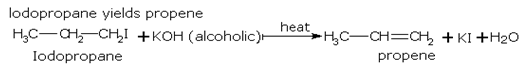 Iodopropane yields propene
heat
H₃C—CH₂—CH₂I + KOH (alcoholic) → H₃C—CH=CH₂ + KI + H₂O
Iodopropane propene